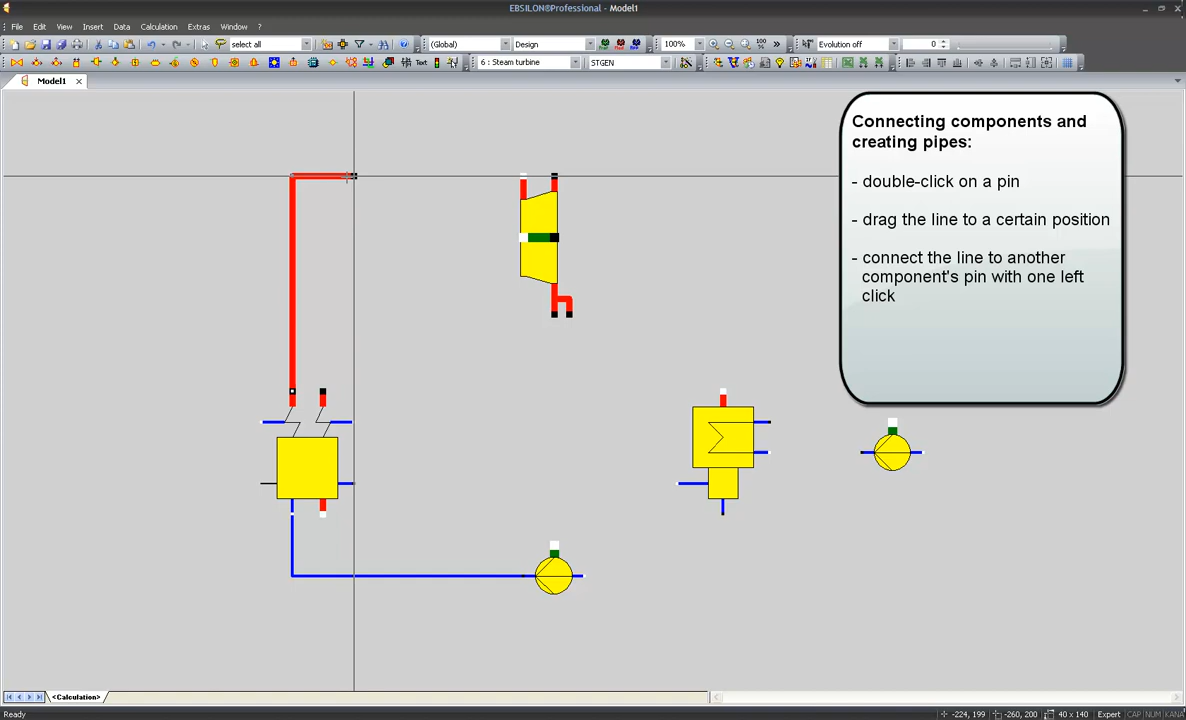 EBSILON®Professional - Model1
File Edit View Insert Data Calculation Extras Window ?
select all (Global) Design 100% 100 % Evolution off 0
Text 6 : Steam turbine STGEN
Model1
Connecting components and
creating pipes:
- double-click on a pin
- drag the line to a certain position
- connect the line to another
component's pin with one left
click
<Calculation>
Ready -224, 199 -260, 200 40 x 140 Expert CAP NUM KANA